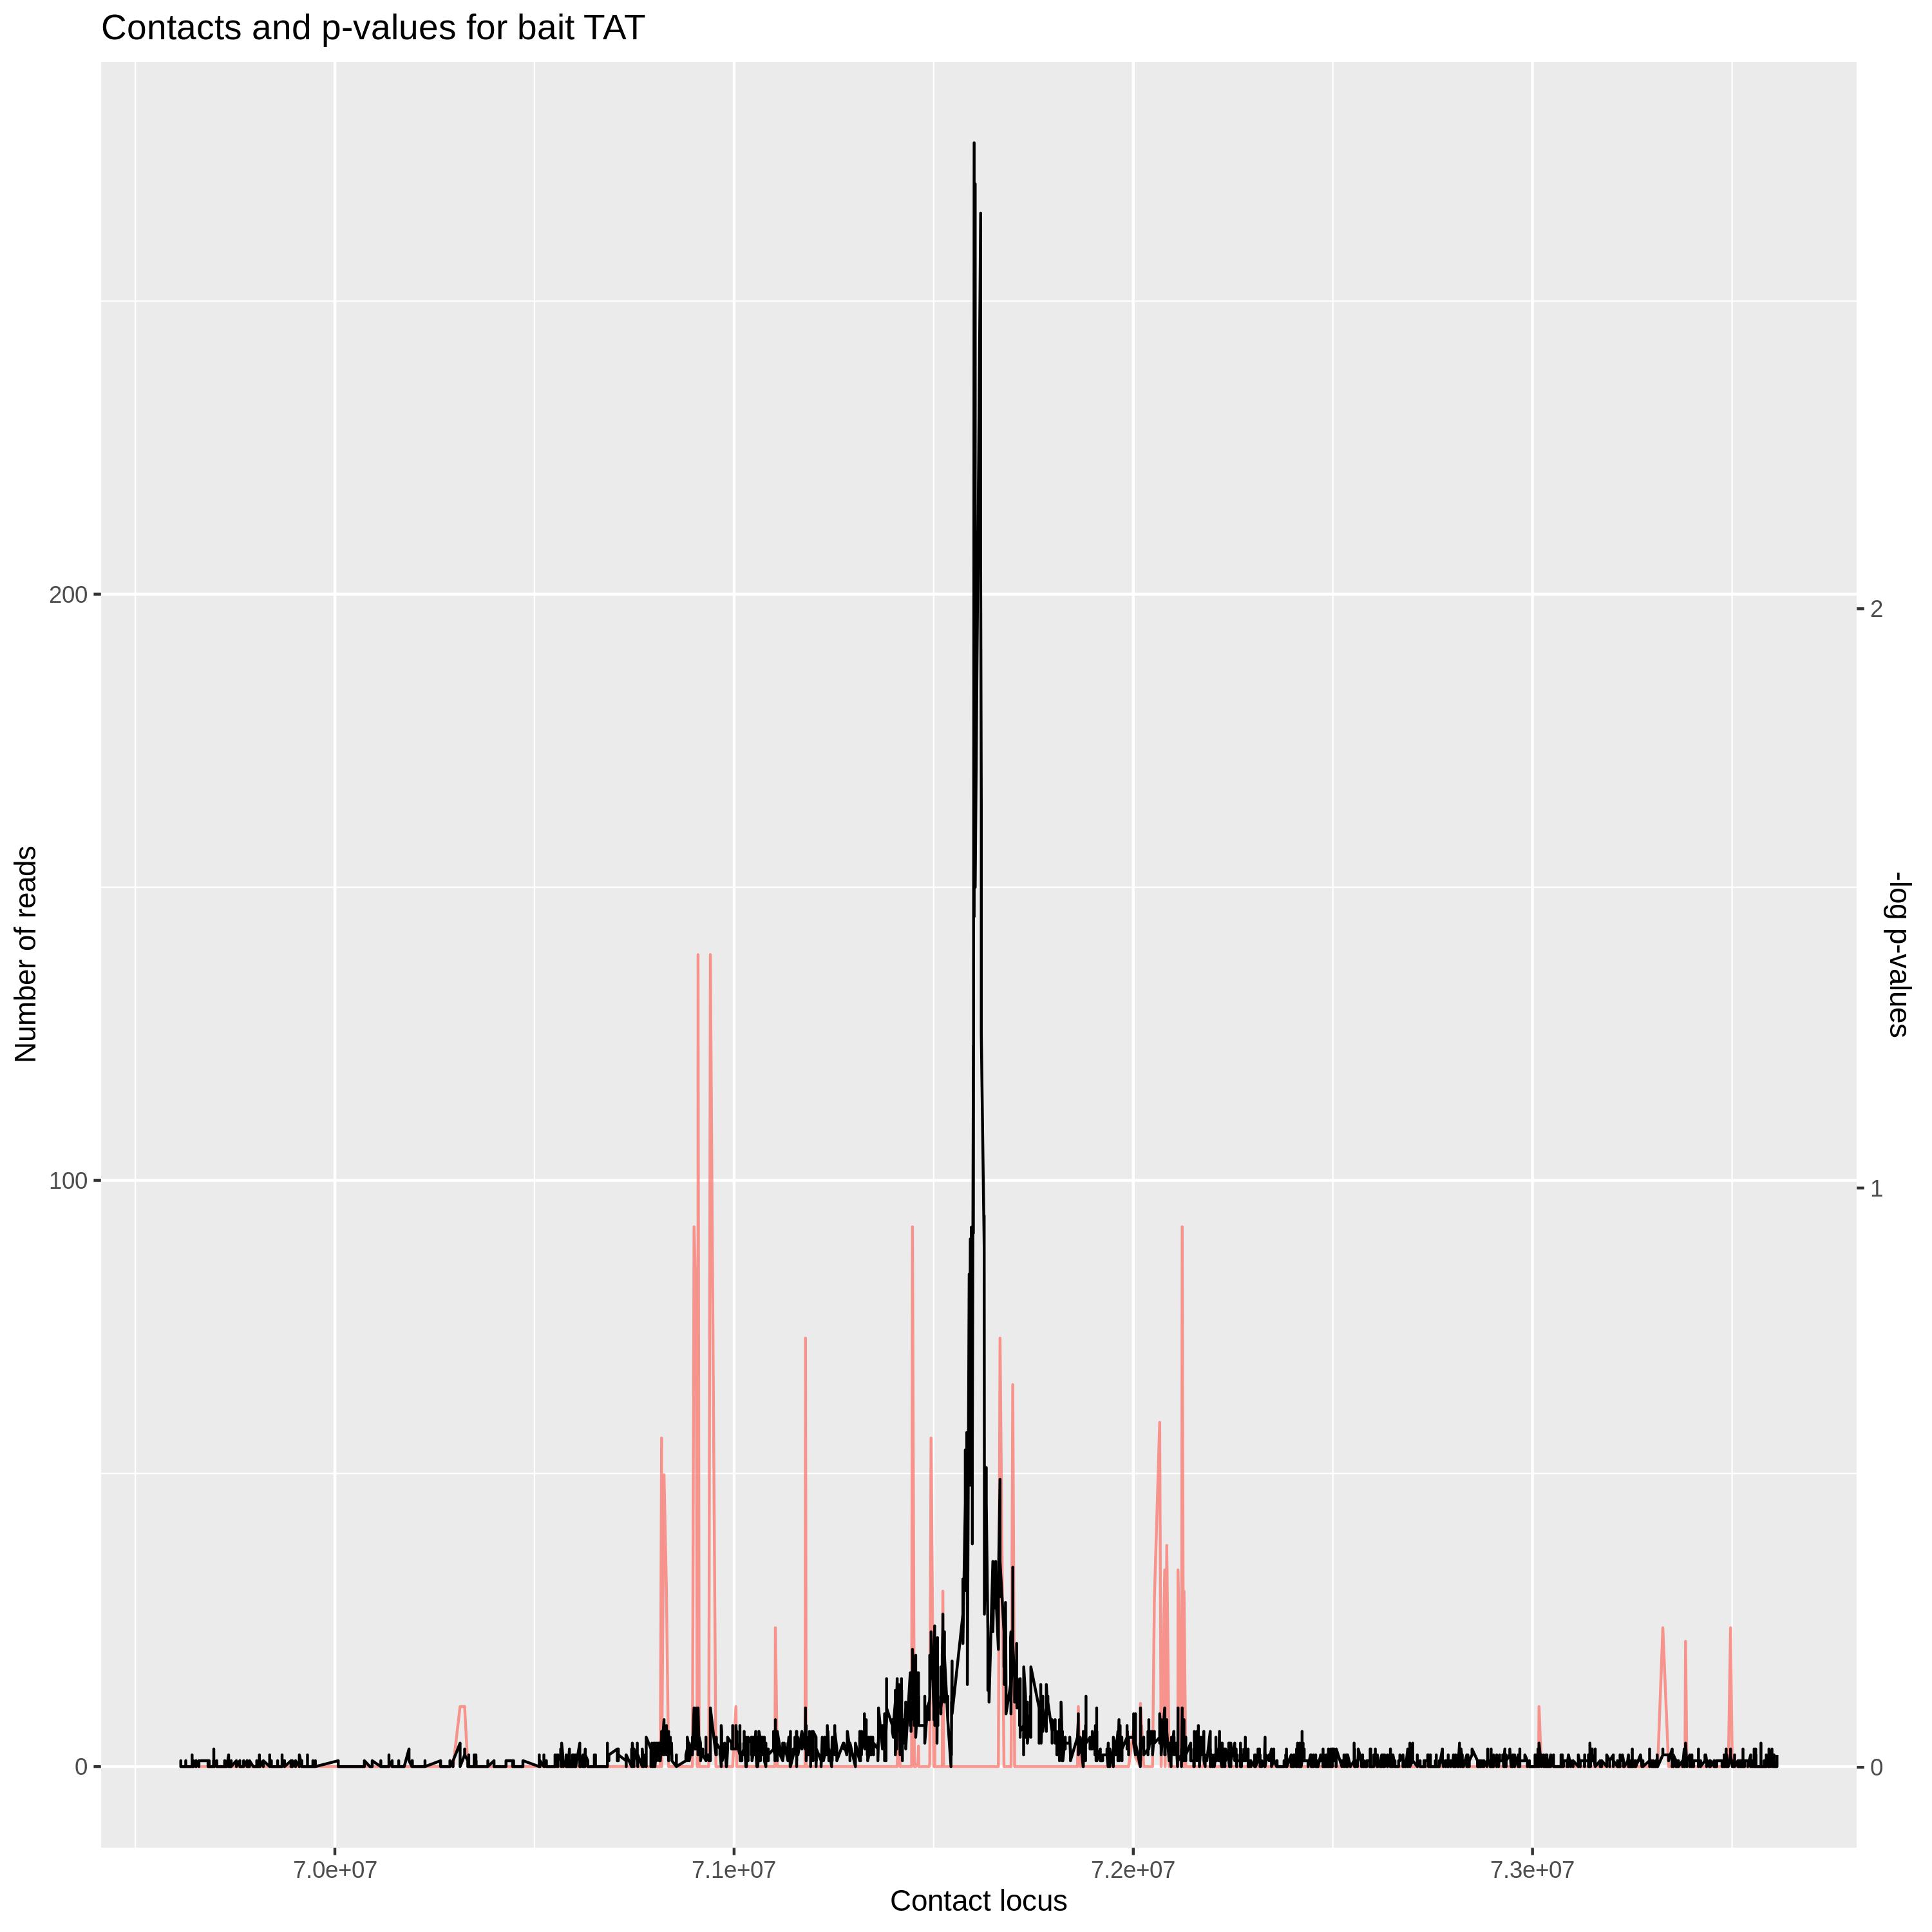 Contacts and p-values for bait TAT
200
100
0
Number of reads
2
1
0
-log p-values
7.0e+07
7.1e+07
7.2e+07
7.3e+07
Contact locus